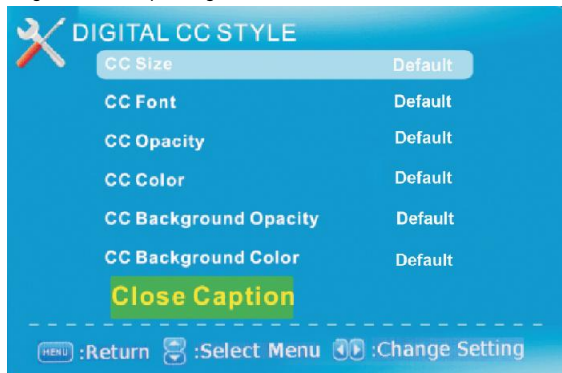 DIGITAL CC STYLE
CC Size Default
CC Font Default
CC Opacity Default
CC Color Default
CC Background Opacity Default
CC Background Color Default
Close Caption
MENU :Return :Select Menu :Change Setting